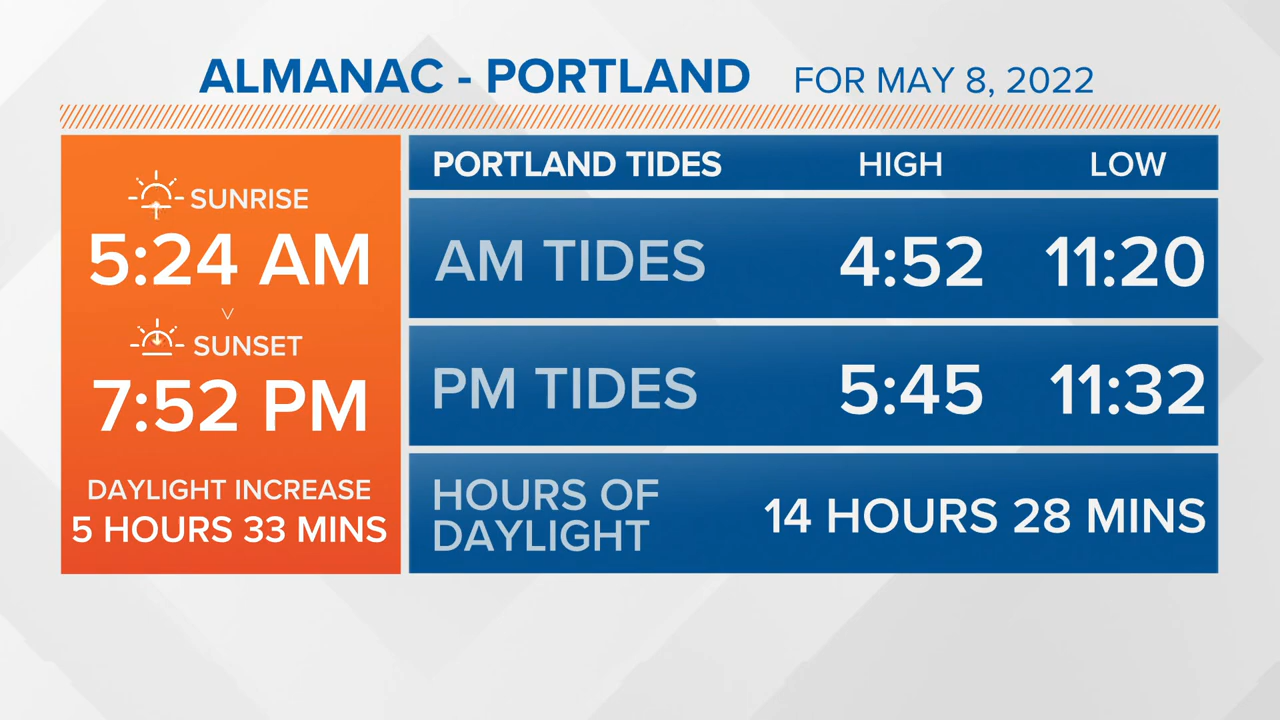 ALMANAC - PORTLAND FOR MAY 8, 2022
SUNRISE
5:24 AM
SUNSET
7:52 PM
DAYLIGHT INCREASE
5 HOURS 33 MINS
PORTLAND TIDES HIGH LOW
AM TIDES 4:52 11:20
PM TIDES 5:45 11:32
HOURS OF
DAYLIGHT
14 HOURS 28 MINS